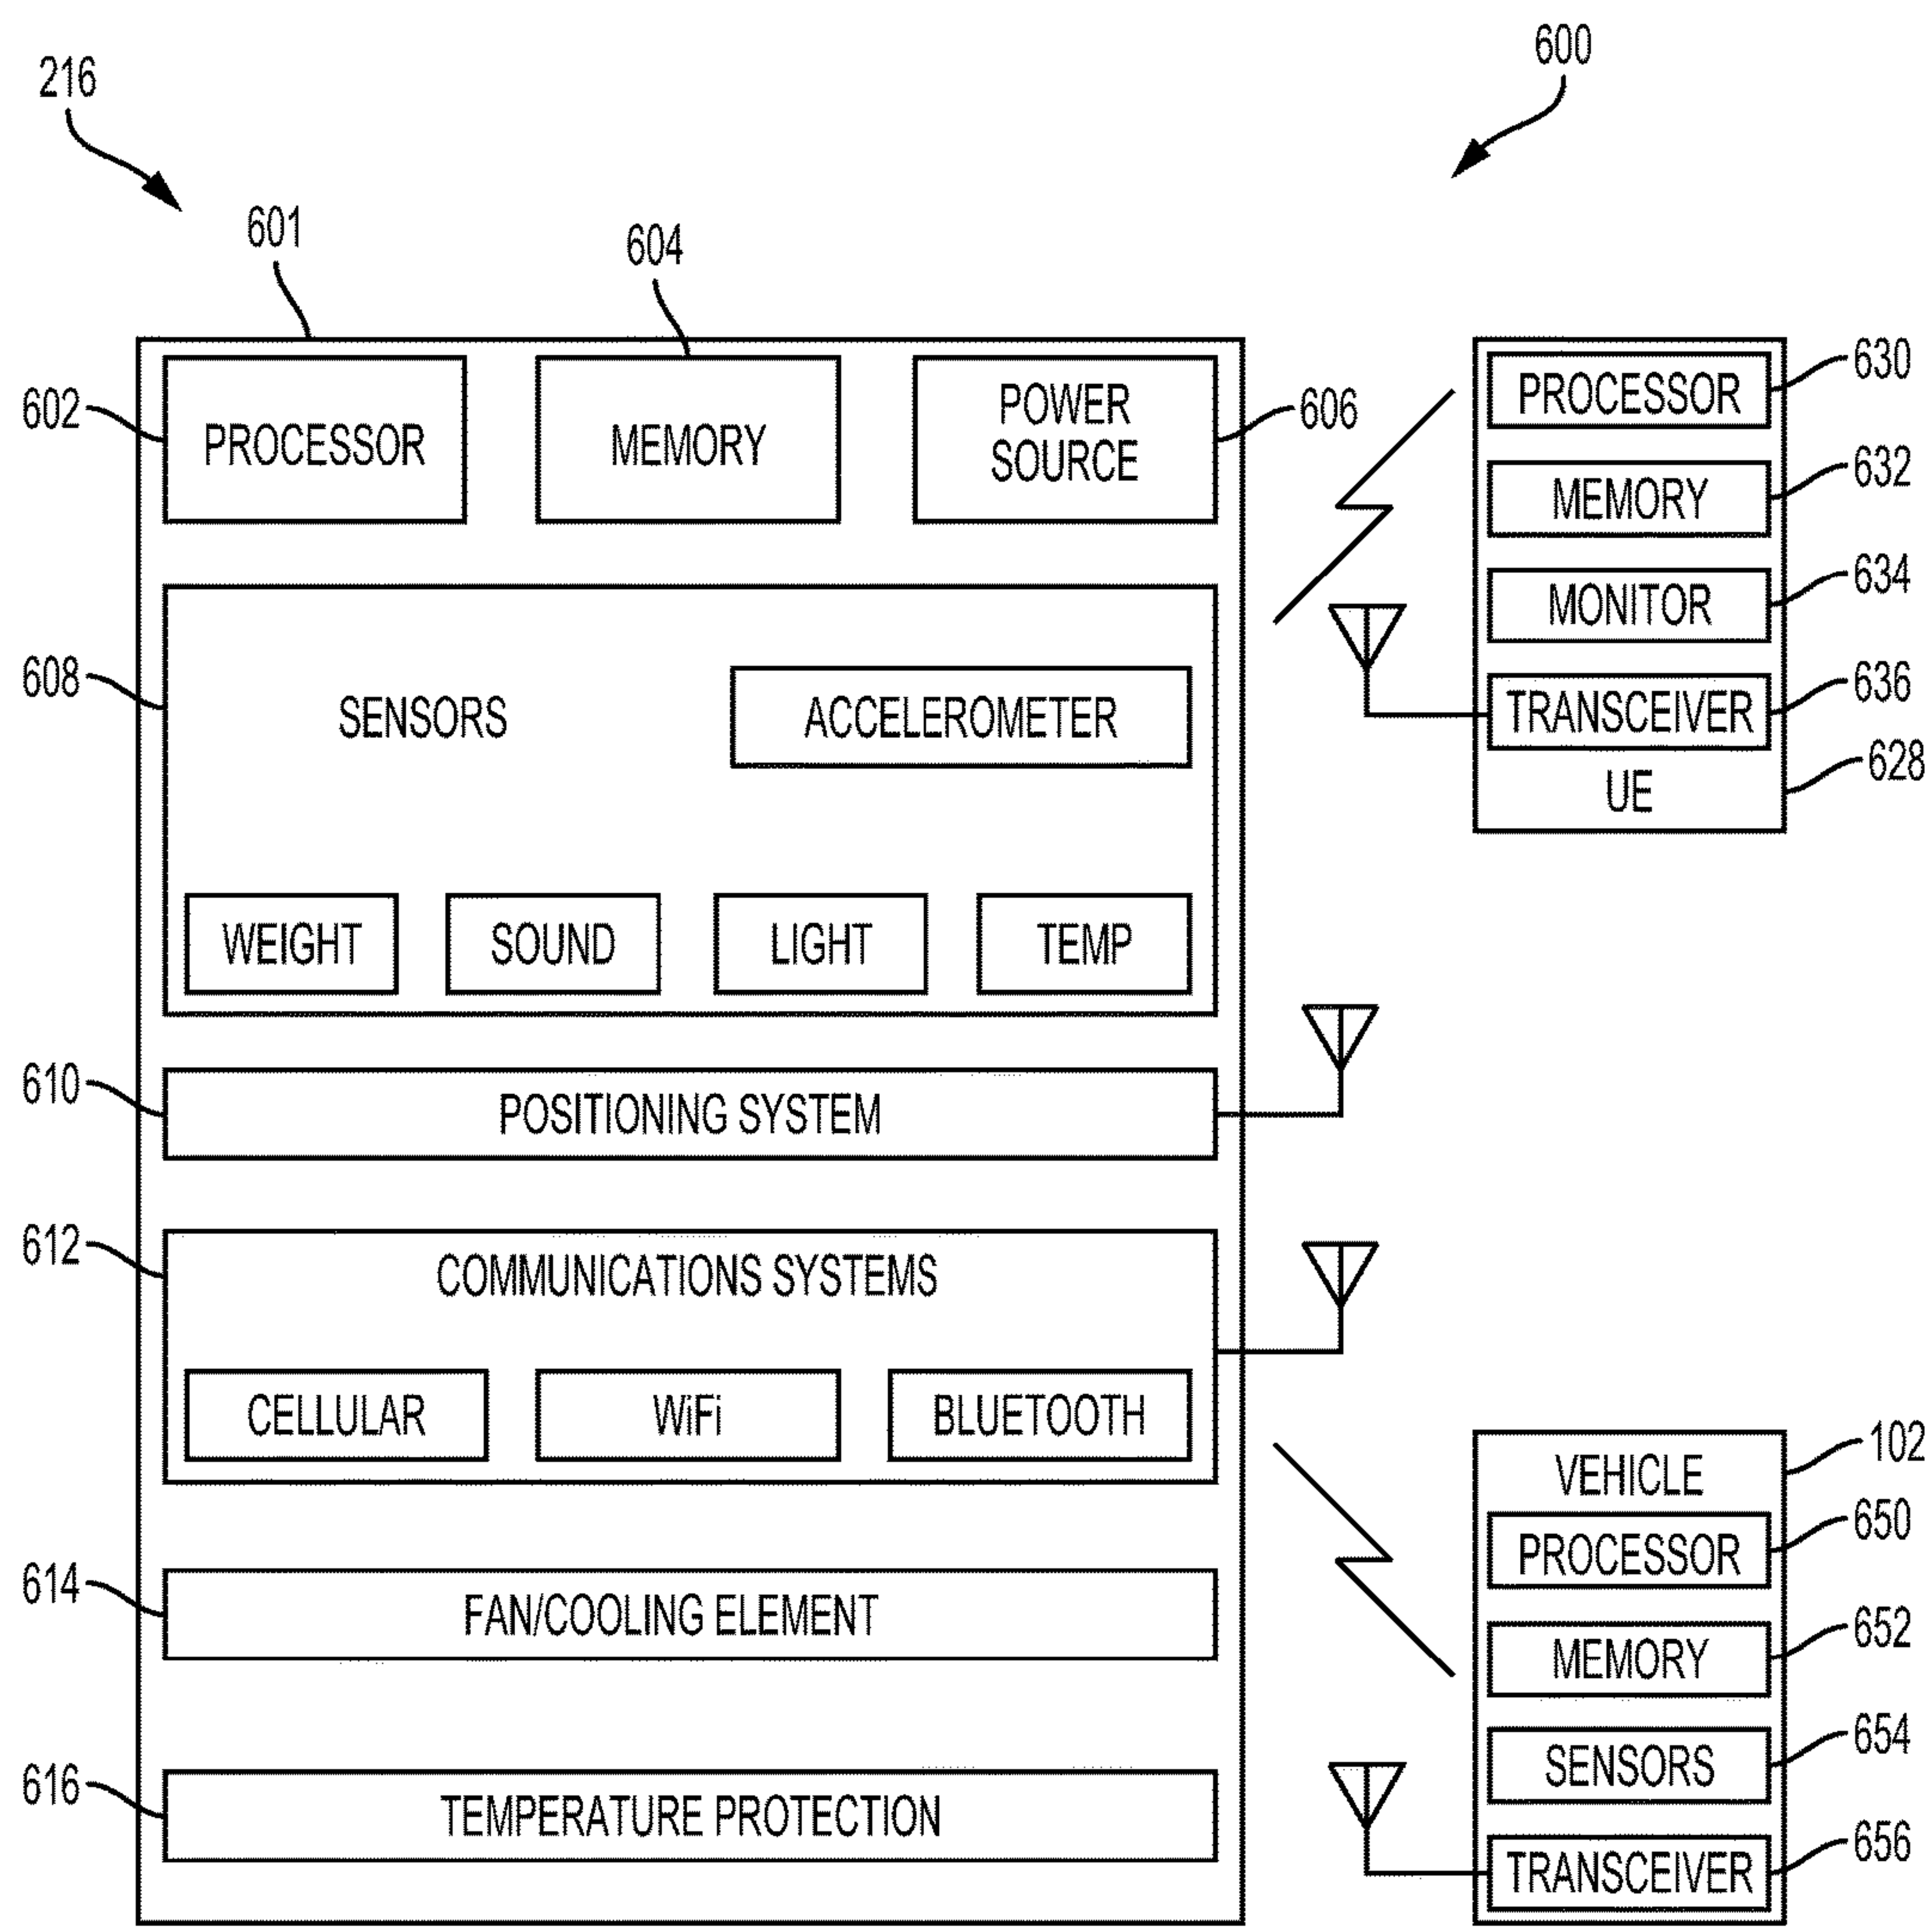 216
600
601
604
602
PROCESSOR
MEMORY
POWER
SOURCE
606
608
SENSORS
ACCELEROMETER
WEIGHT
SOUND
LIGHT
TEMP
610
POSITIONING SYSTEM
612
COMMUNICATIONS SYSTEMS
CELLULAR
WiFi
BLUETOOTH
614
FAN/COOLING ELEMENT
616
TEMPERATURE PROTECTION
PROCESSOR
630
MEMORY
632
MONITOR
634
TRANSCEIVER
636
UE
628
VEHICLE
102
PROCESSOR
650
MEMORY
652
SENSORS
654
TRANSCEIVER
656